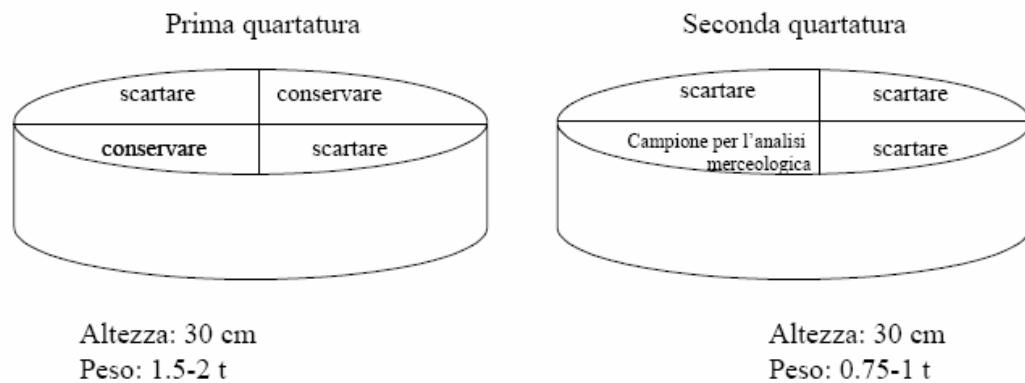 Prima quartatura
scartare
conservare
conservare
scartare
Altezza: 30 cm
Peso: 1.5-2 t
Seconda quartatura
scartare
scartare
Campione per l'analisi
merceologica
scartare
Altezza: 30 cm
Peso: 0.75-1 t